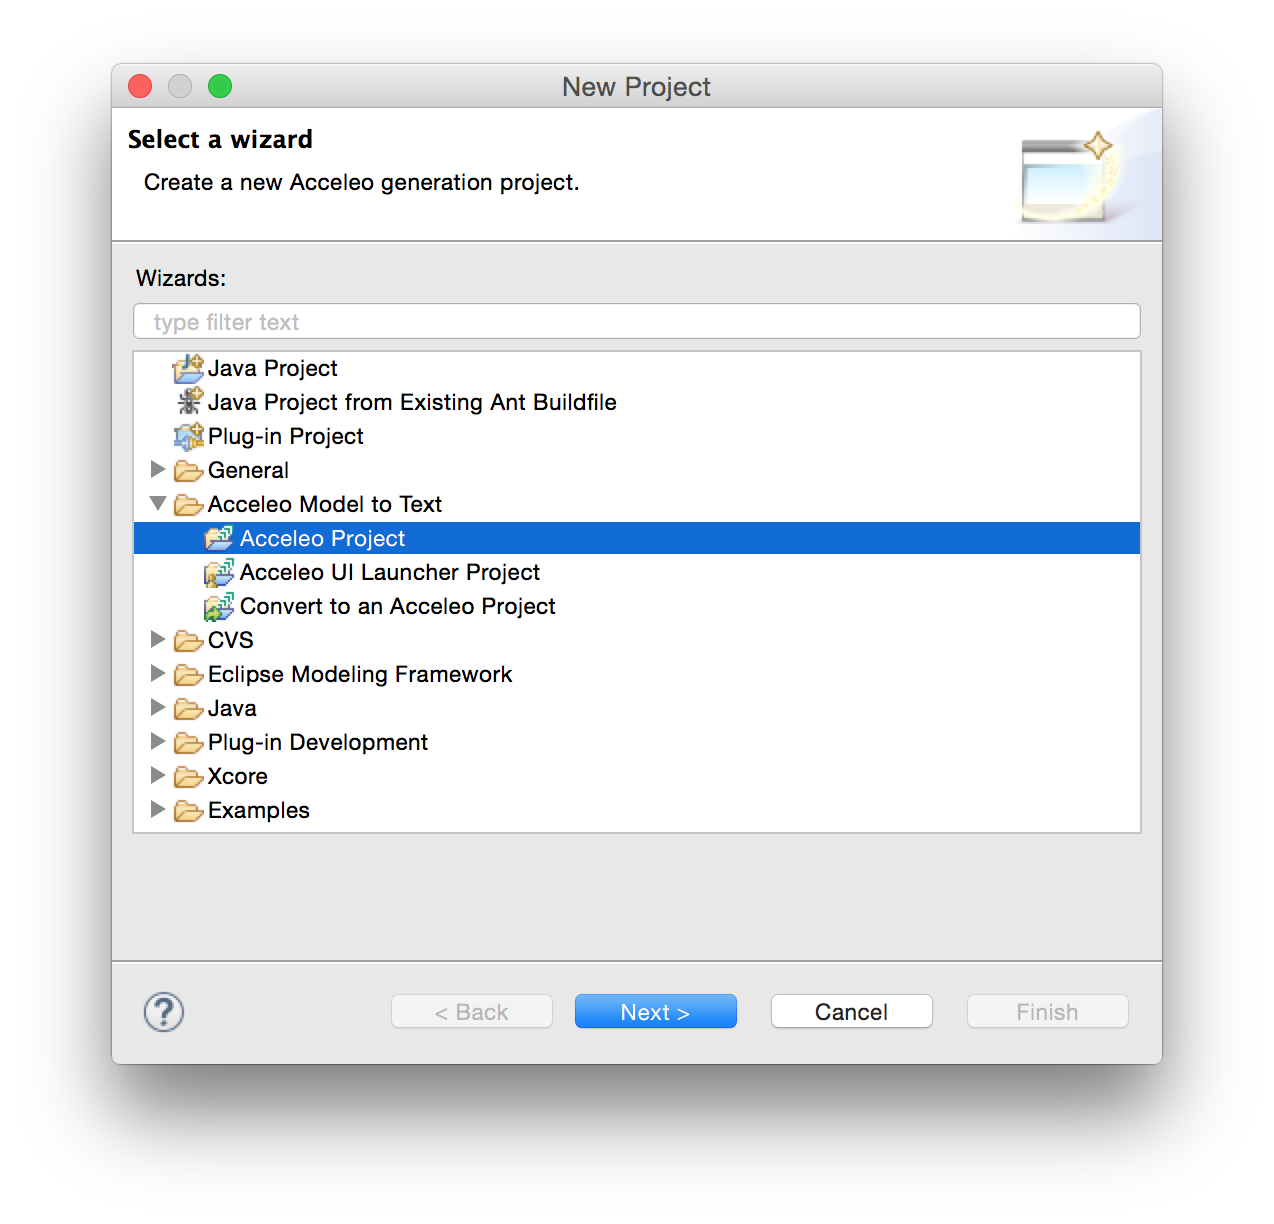 New Project
Select a wizard
Create a new Acceleo generation project.
Wizards:
type filter text
Java Project
Java Project from Existing Ant Buildfile
Plug-in Project
General
Acceleo Model to Text
Acceleo Project
Acceleo UI Launcher Project
Convert to an Acceleo Project
CVS
Eclipse Modeling Framework
Java
Plug-in Development
Xcore
Examples
? < Back Next > Cancel Finish